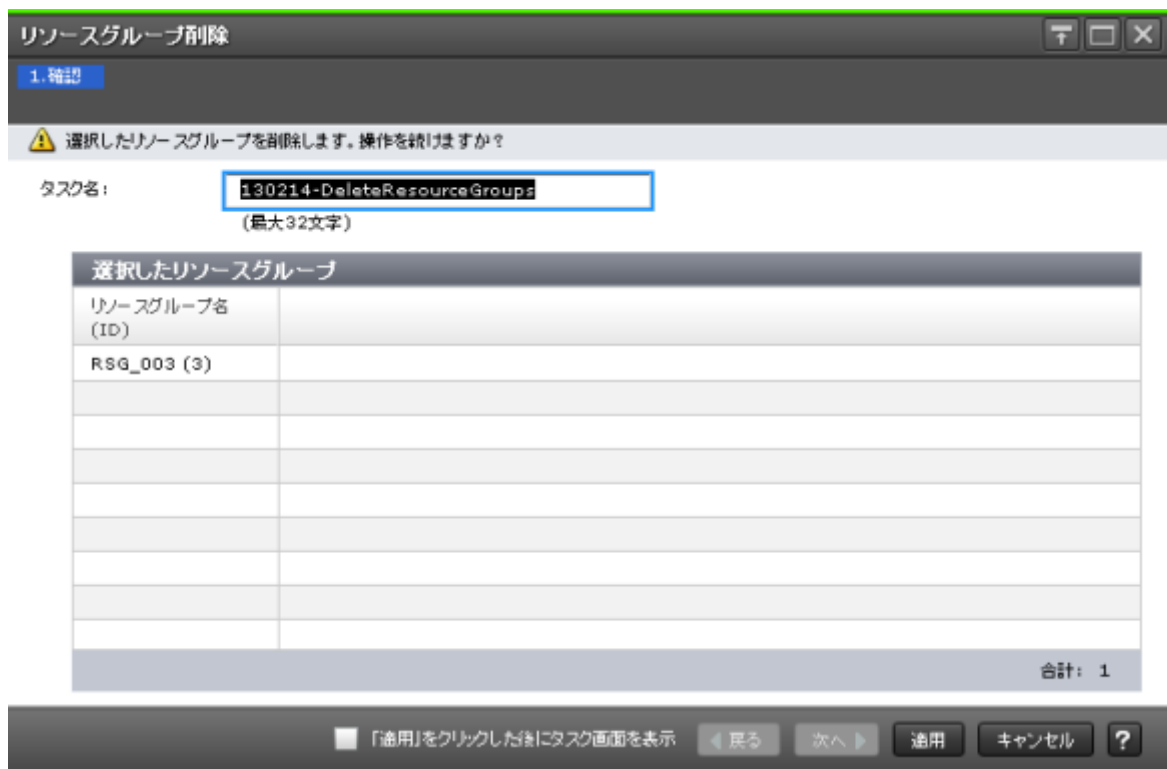 リソースグループ削除
1.確認
選択したリソースグループを削除します。操作を続けますか？
タスク名：
130214-DeleteResourceGroups
(最大32文字)
選択したリソースグループ
リソースグループ名
(ID)
RSG_003 (3)
合計： 1
「適用」をクリックした後にタスク画面を表示
戻る
次へ
適用
キャンセル
?